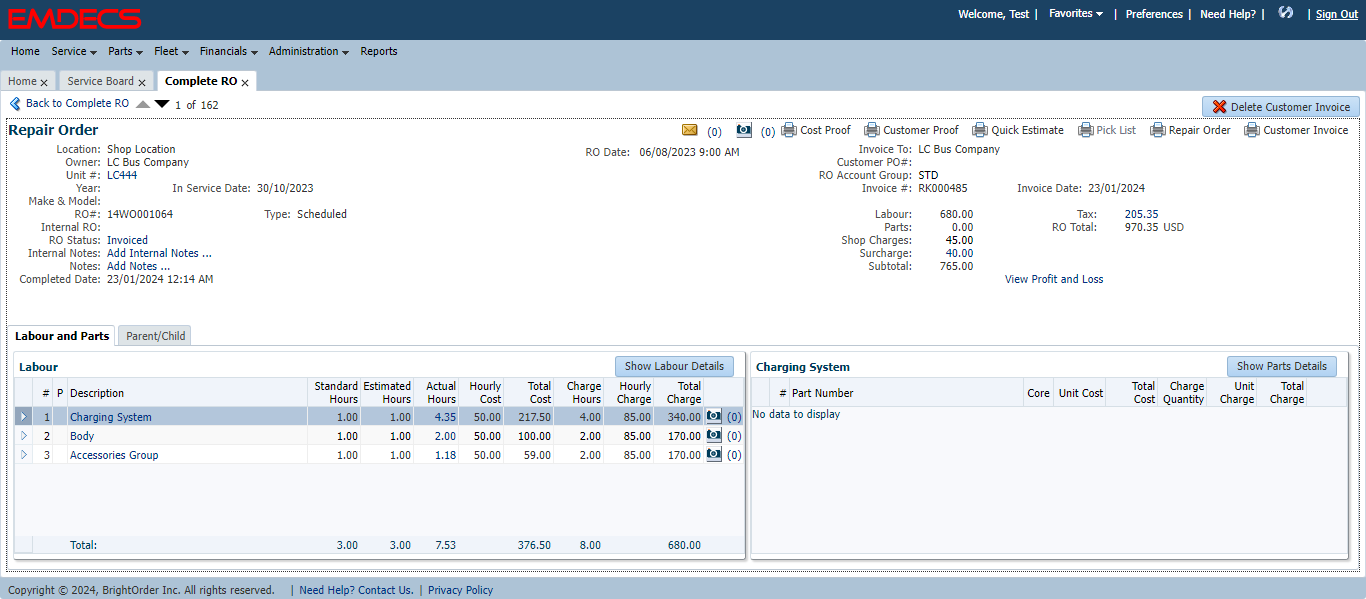 EMDECS
Welcome, Test | Favorites | Preferences | Need Help? | | Sign Out
Home Service Parts Fleet Financials Administration Reports
Home x Service Board x Complete RO x
Back to Complete RO 1 of 162
Delete Customer Invoice
Repair Order
(0) (0) Cost Proof Customer Proof Quick Estimate Pick List Repair Order Customer Invoice
Location: Shop Location
RO Date: 06/08/2023 9:00 AM
Invoice To: LC Bus Company
Owner: LC Bus Company
Customer PO#:
Unit #: LC444
RO Account Group: STD
Year: In Service Date: 30/10/2023
Invoice #: RK000485 Invoice Date: 23/01/2024
Make & Model:
RO#: 14WO001064 Type: Scheduled
Labour: 680.00 Tax: 205.35
Internal RO:
Parts: 0.00 RO Total: 970.35 USD
RO Status: Invoiced
Shop Charges: 45.00
Internal Notes: Add Internal Notes ...
Surcharge: 40.00
Notes: Add Notes ...
Subtotal: 765.00
Completed Date: 23/01/2024 12:14 AM
View Profit and Loss
Labour and Parts Parent/Child
Labour Show Labour Details
# P Description Standard Hours Estimated Hours Actual Hours Hourly Cost Total Cost Charge Hours Hourly Charge Total Charge
1 Charging System 1.00 1.00 4.35 50.00 217.50 4.00 85.00 340.00 (0)
2 Body 1.00 1.00 2.00 50.00 100.00 2.00 85.00 170.00 (0)
3 Accessories Group 1.00 1.00 1.18 50.00 59.00 2.00 85.00 170.00 (0)
Total: 3.00 3.00 7.53 376.50 8.00 680.00
Charging System Show Parts Details
# Part Number Core Unit Cost Total Cost Charge Quantity Unit Charge Total Charge
No data to display
Copyright © 2024, BrightOrder Inc. All rights reserved. | Need Help? Contact Us. | Privacy Policy